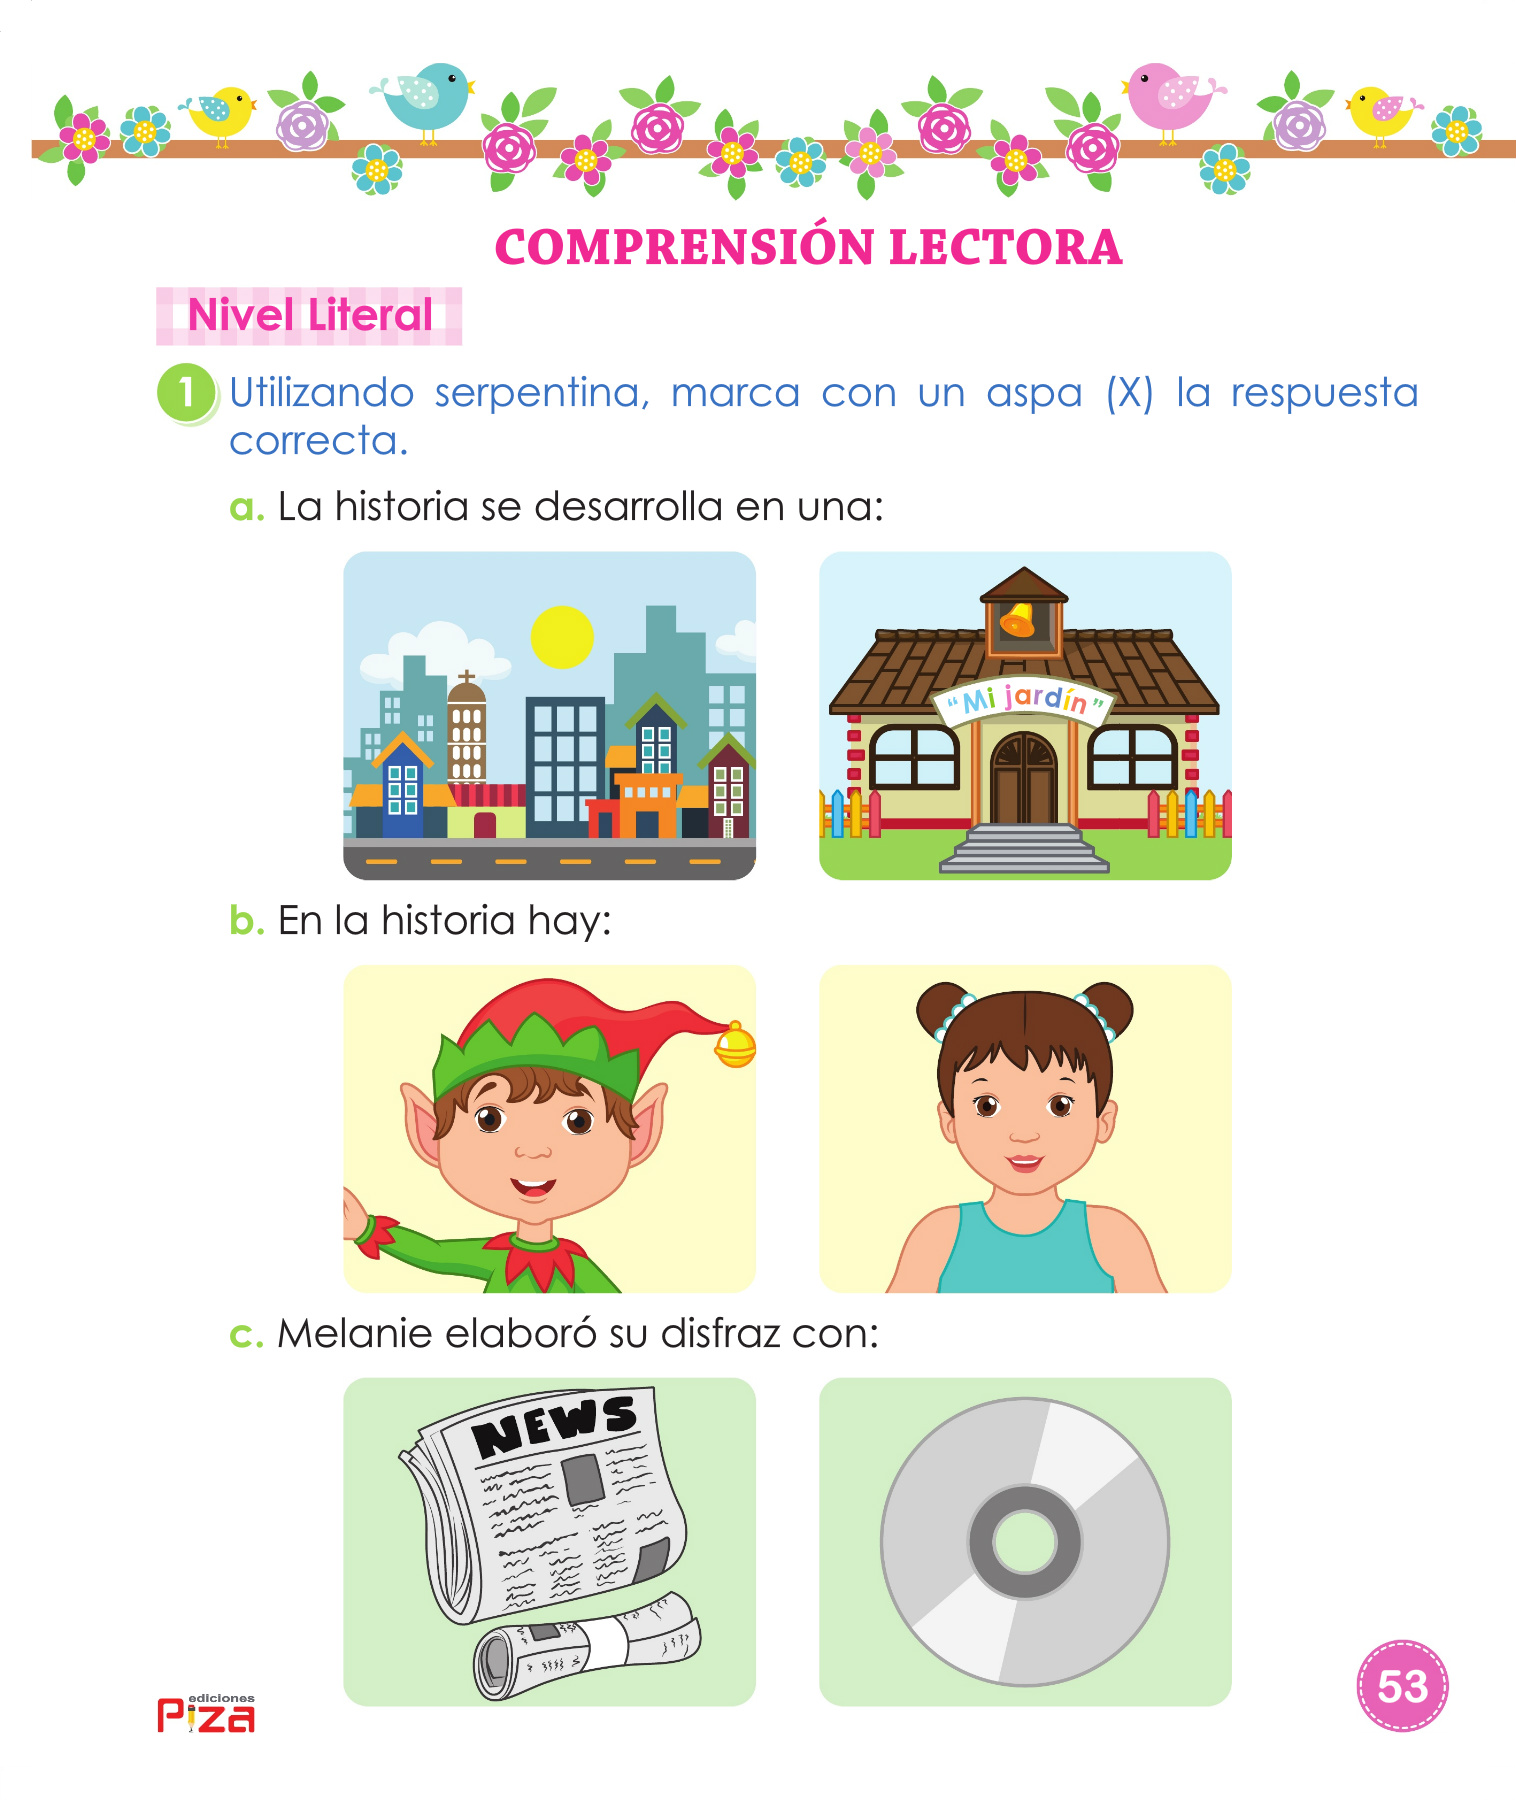 COMPRENSIÓN LECTORA
Nivel Literal
1 Utilizando serpentina, marca con un aspa (X) la respuesta
correcta.
a. La historia se desarrolla en una:
“Mi jardín”
b. En la historia hay:
c. Melanie elaboró su disfraz con:
NEWS
ediciones
Piza
53